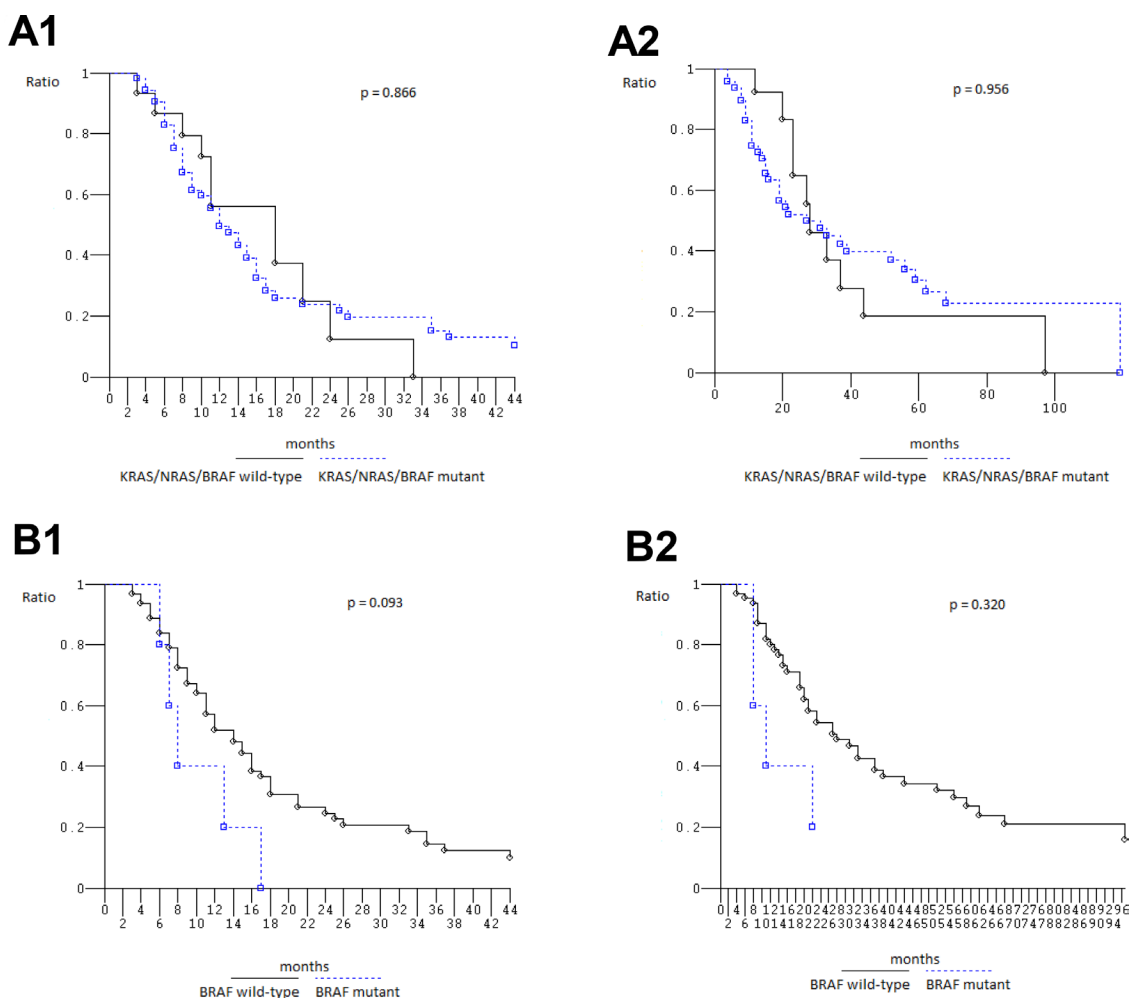 A1
Ratio
p = 0.866
1
0.8
0.6
0.4
0.2
0
0 4 8 12 16 20 24 28 32 36 40 44
2 6 10 14 18 22 26 30 34 38 42
months
KRAS/NRAS/BRAF wild-type KRAS/NRAS/BRAF mutant
A2
Ratio
p = 0.956
1
0.8
0.6
0.4
0.2
0
0 20 40 60 80 100
months
KRAS/NRAS/BRAF wild-type KRAS/NRAS/BRAF mutant
B1
Ratio
p = 0.093
1
0.8
0.6
0.4
0.2
0
0 4 8 12 16 20 24 28 32 36 40 44
2 6 10 14 18 22 26 30 34 38 42
months
BRAF wild-type BRAF mutant
B2
Ratio
p = 0.320
1
0.8
0.6
0.4
0.2
0
0 4 8
2 6
months
BRAF wild-type BRAF mutant